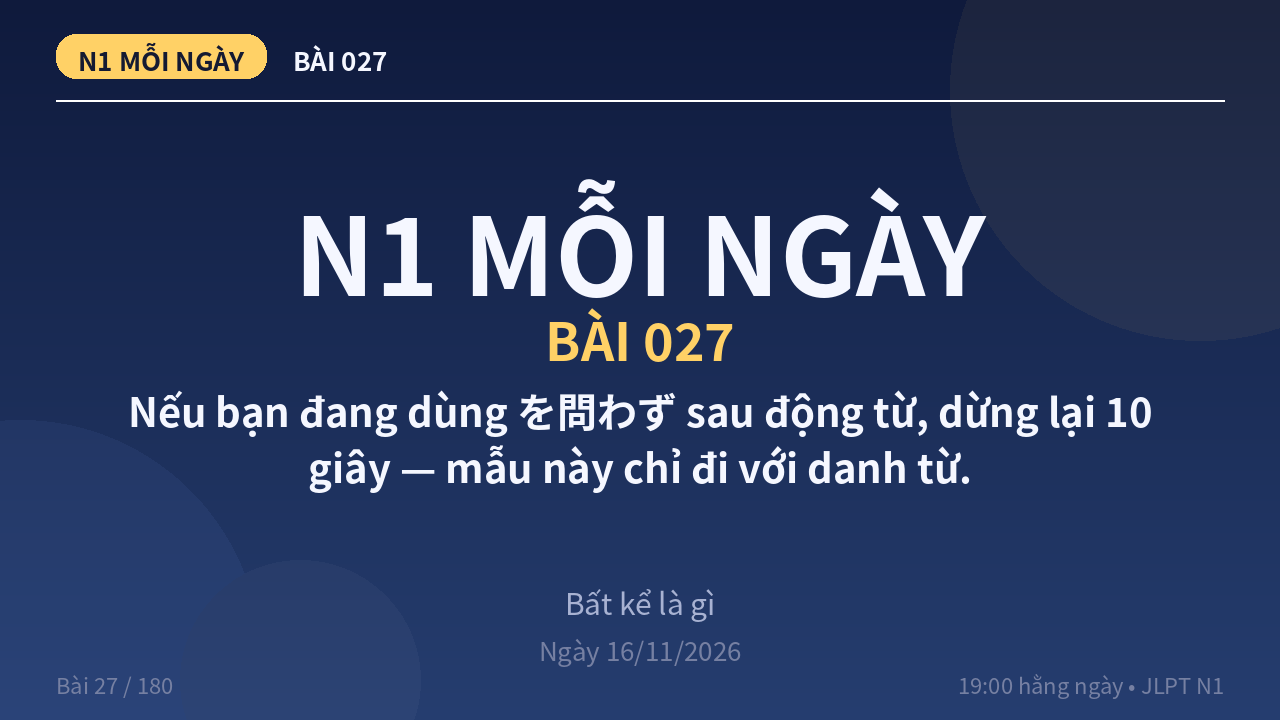 N1 MỖI NGÀY
BÀI 027
N1 MỖI NGÀY
BÀI 027
Nếu bạn đang dùng を問わず sau động từ, dừng lại 10
giây — mẫu này chỉ đi với danh từ.
Bất kể là gì
Ngày 16/11/2026
Bài 27 / 180
19:00 hằng ngày • JLPT N1